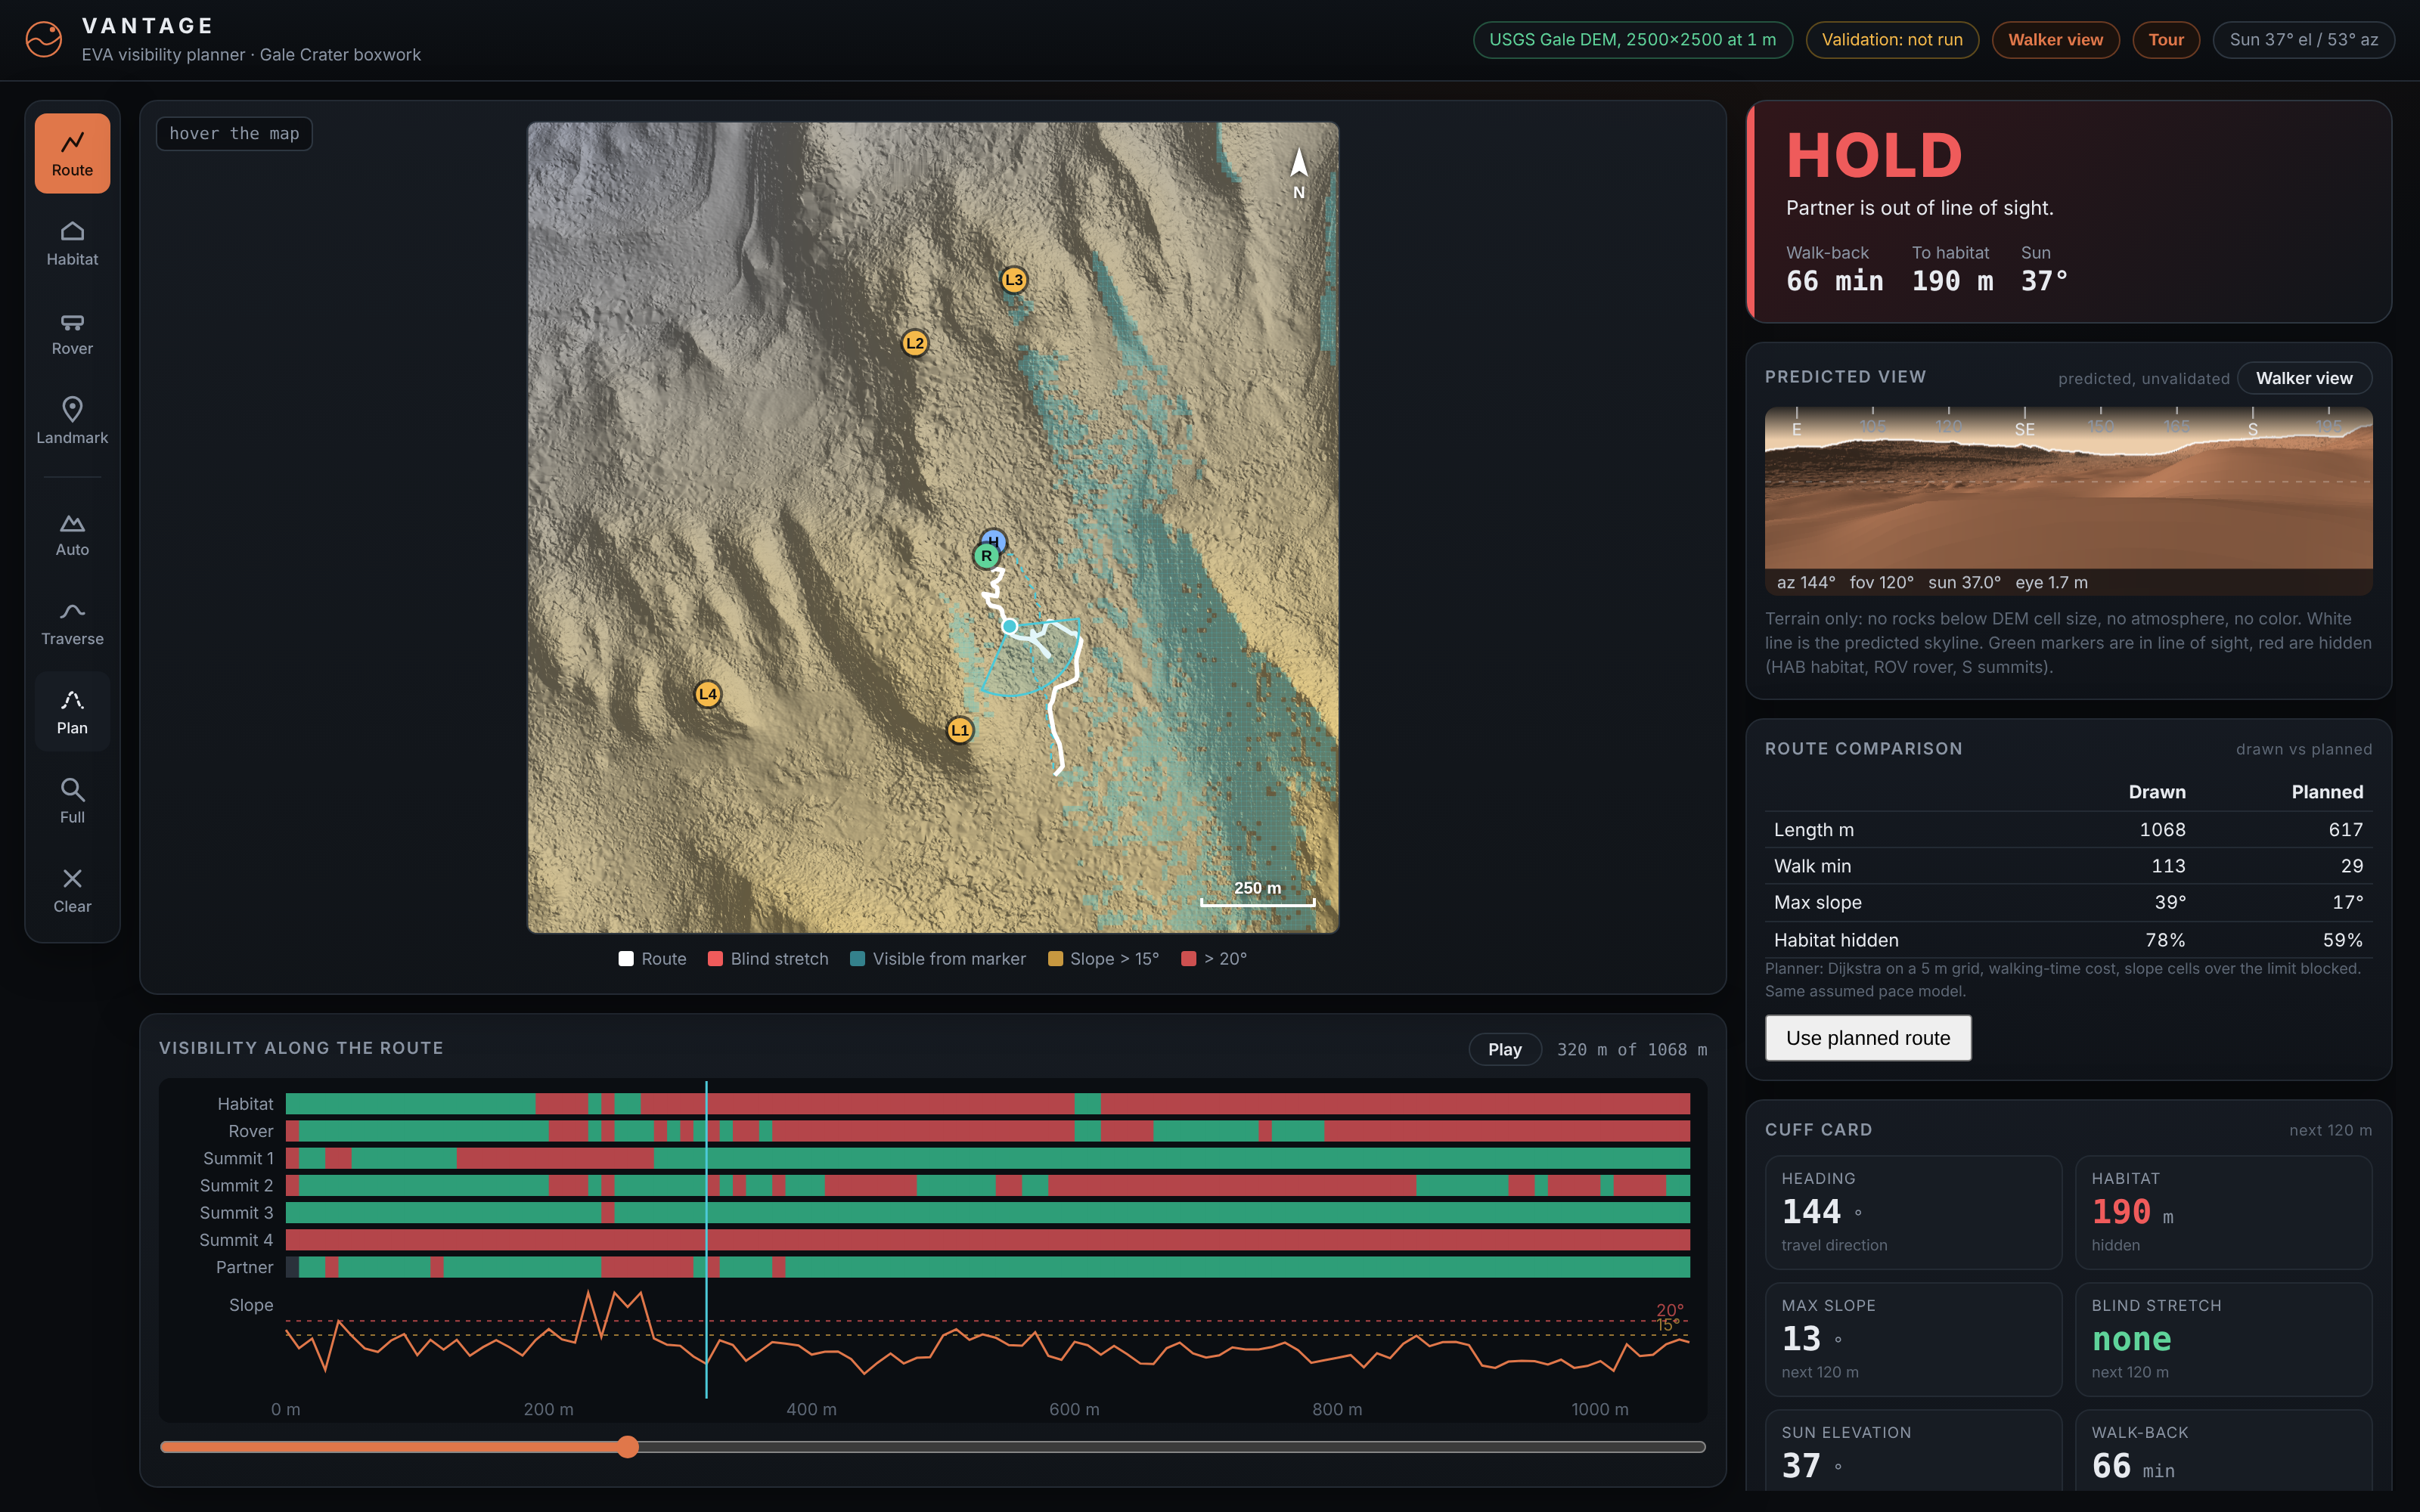 VANTAGE
EVA visibility planner · Gale Crater boxwork
USGS Gale DEM, 2500×2500 at 1 m
Validation: not run
Walker view
Tour
Sun 37° el / 53° az
Route
Habitat
Rover
Landmark
Auto
Traverse
Plan
Full
Clear
hover the map
N
L3
L2
H
R
L4
L1
250 m
Route
Blind stretch
Visible from marker
Slope > 15°
> 20°
VISIBILITY ALONG THE ROUTE
Play
320 m of 1068 m
Habitat
Rover
Summit 1
Summit 2
Summit 3
Summit 4
Partner
Slope
20°
15°
0 m
200 m
400 m
600 m
800 m
1000 m
HOLD
Partner is out of line of sight.
Walk-back To habitat Sun
66 min 190 m 37°
PREDICTED VIEW
predicted, unvalidated
Walker view
E 105 120 SE 150 165 S 195
az 144° fov 120° sun 37.0° eye 1.7 m
Terrain only: no rocks below DEM cell size, no atmosphere, no color. White
line is the predicted skyline. Green markers are in line of sight, red are hidden
(HAB habitat, ROV rover, S summits).
ROUTE COMPARISON
drawn vs planned
Drawn Planned
Length m 1068 617
Walk min 113 29
Max slope 39° 17°
Habitat hidden 78% 59%
Planner: Dijkstra on a 5 m grid, walking-time cost, slope cells over the limit blocked.
Same assumed pace model.
Use planned route
CUFF CARD
next 120 m
HEADING
144 °
travel direction
HABITAT
190 m
hidden
MAX SLOPE
13 °
next 120 m
BLIND STRETCH
none
next 120 m
SUN ELEVATION
37 °
WALK-BACK
66 min